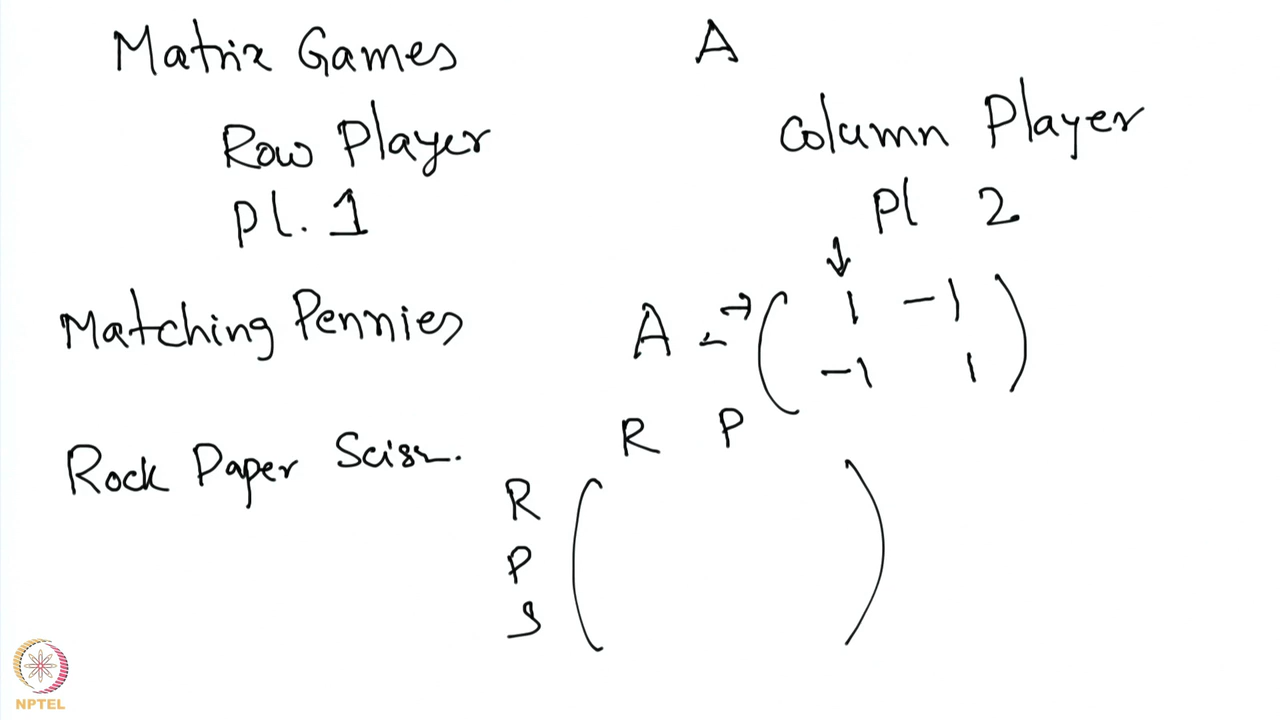 Matrix Games A
Row Player Column Player
Pl. 1 Pl 2
↓
Matching Pennies A = → ( 1 -1
-1 1 )
R P
Rock Paper
R (
P
S )
NPTEL